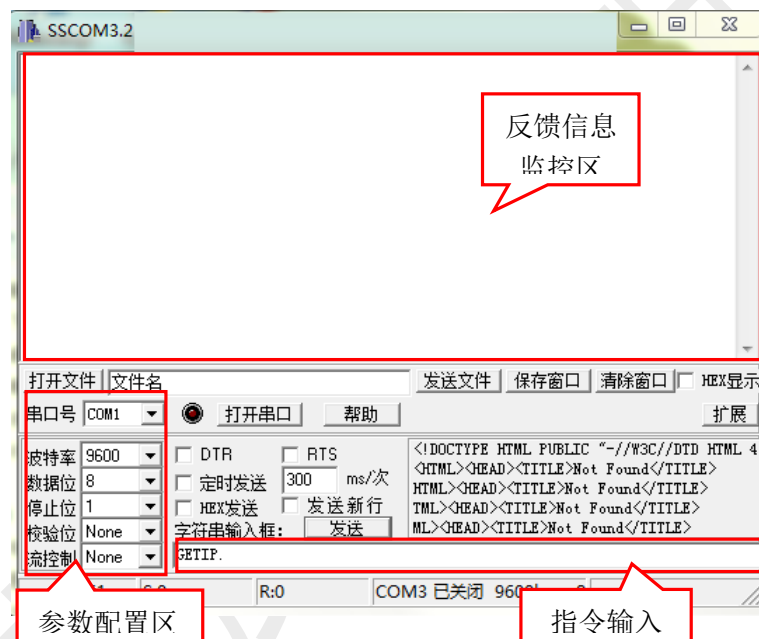 SSCOM3.2
反馈信息
监控区
打开文件 文件名 发送文件 保存窗口 清除窗口 HEX显示
串口号 COM1 打开串口 帮助 扩展
波特率 9600 DTR RTS
数据位 8 定时发送 300 ms/次
停止位 1 HEX发送 发送新行
校验位 None 字符串输入框: 发送
流控制 None GETIP.
<!DOCTYPE HTML PUBLIC "-//W3C//DTD HTML 4
<HTML><HEAD><TITLE>Not Found</TITLE>
HTML><HEAD><TITLE>Not Found</TITLE>
TML><HEAD><TITLE>Not Found</TITLE>
ML><HEAD><TITLE>Not Found</TITLE>
R:0 COM3 已关闭
参数配置区
指令输入